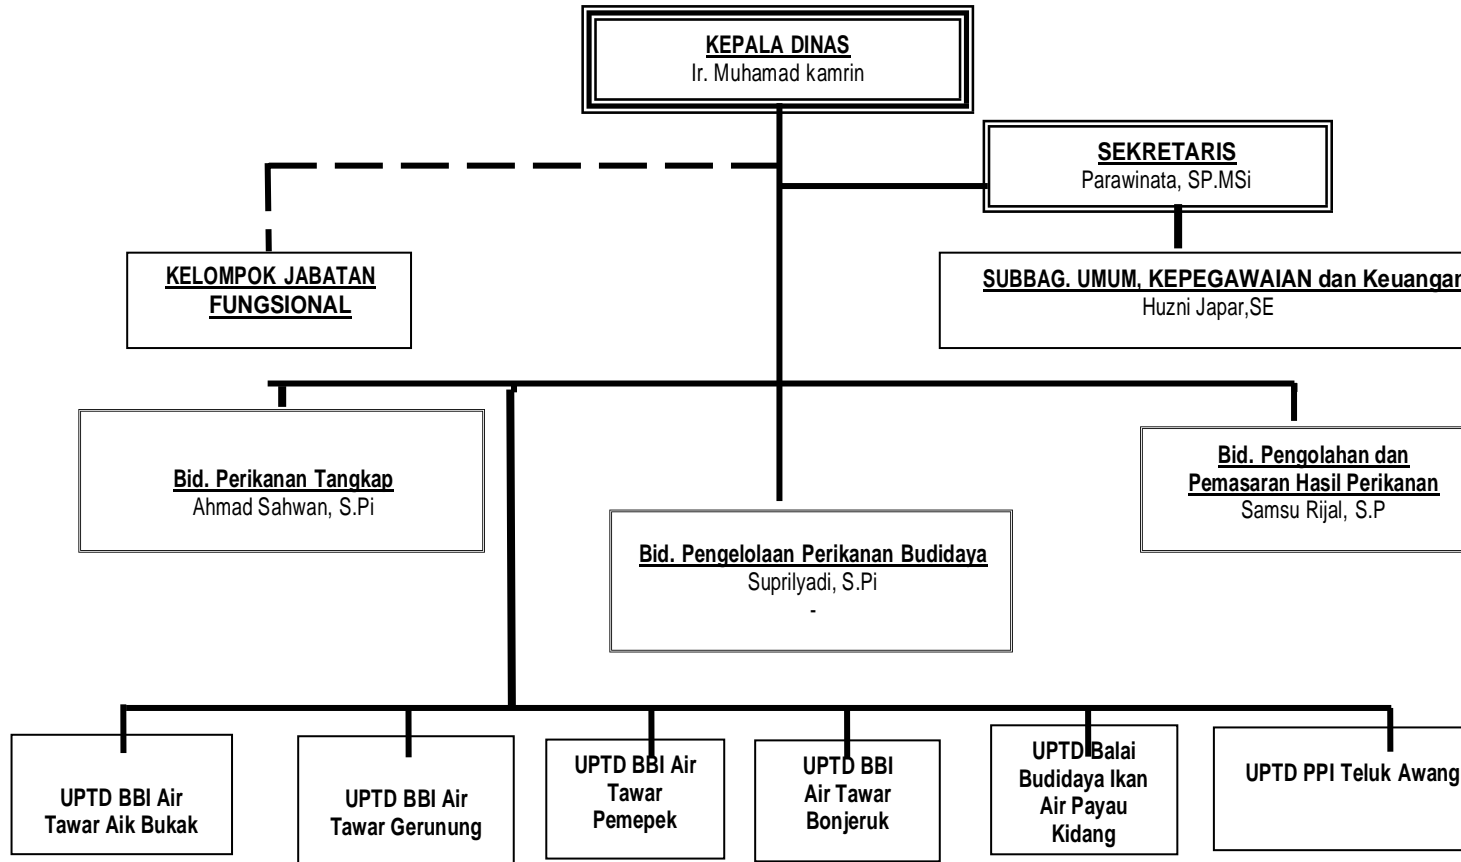 KEPALA DINAS
Ir. Muhamad kamrin
SEKRETARIS
Parawinata, SP.MSi
KELOMPOK JABATAN
FUNGSIONAL
SUBBAG. UMUM, KEPEGAWAIAN dan Keuangan
Huzni Japar,SE
Bid. Perikanan Tangkap
Ahmad Sahwan, S.Pi
Bid. Pengelolaan Perikanan Budidaya
Suprilyadi, S.Pi
-
Bid. Pengolahan dan
Pemasaran Hasil Perikanan
Samsu Rijal, S.P
UPTD BBI Air
Tawar Aik Bukak
UPTD BBI Air
Tawar Gerunung
UPTD BBI Air
Tawar
Pemepek
UPTD BBI
Air Tawar
Bonjeruk
UPTD Balai
Budidaya Ikan
Air Payau
Kidang
UPTD PPI Teluk Awang